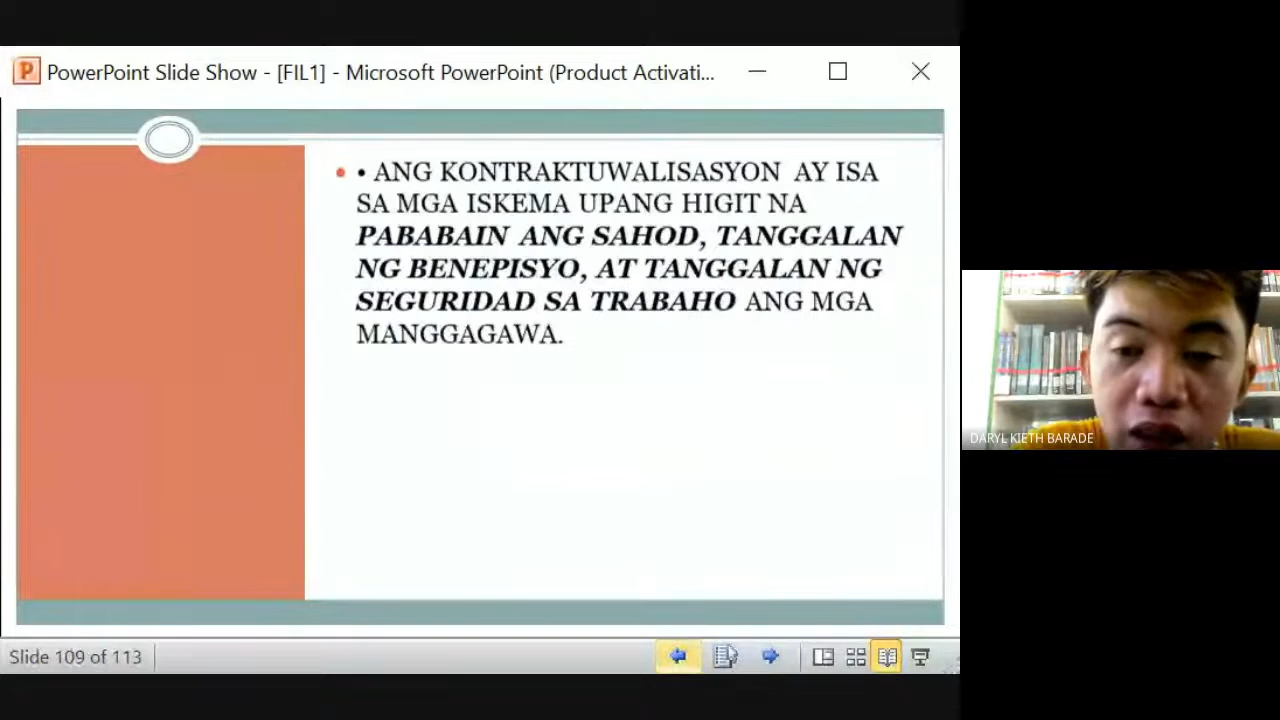 PowerPoint Slide Show - [FIL1] - Microsoft PowerPoint (Product Activati...
• • ANG KONTRAKTUWALISASYON AY ISA
SA MGA ISKEMA UPANG HIGIT NA
PABABAIN ANG SAHOD, TANGGALAN
NG BENEPISYO, AT TANGGALAN NG
SEGURIDAD SA TRABAHO ANG MGA
MANGGAGAWA.
DARYL KIETH BARADE
Slide 109 of 113